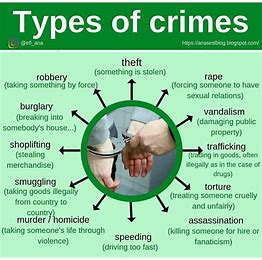 Types of crimes
@efl_ana
https://anaseslblog.blogspot.com/
theft
(something is stolen)
robbery
(taking something by force)
rape
(forcing someone to have
sexual relations)
burglary
(breaking into
somebody's house...)
vandalism
(damaging public
property)
shoplifting
(stealing
merchandise)
trafficking
(trading in goods, often
illegally as in the case of
drugs)
smuggling
(taking goods illegally
from country to
country)
torture
(treating someone cruelly
and unfairly)
murder / homicide
(taking someone's life through
violence)
speeding
(driving too fast)
assassination
(killing someone for hire or
fanaticism)